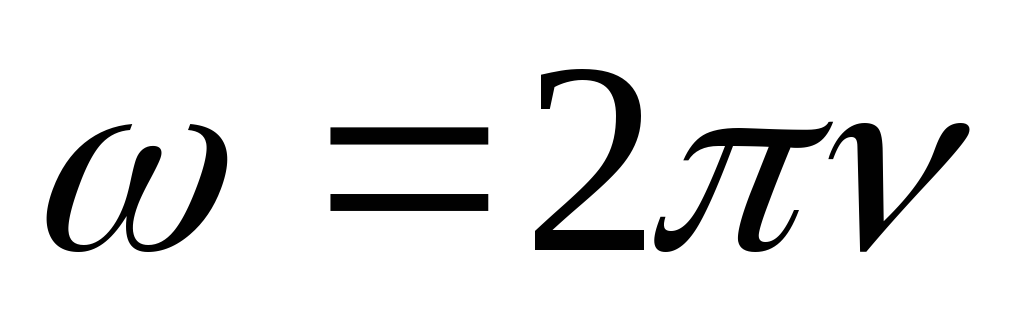 ω = 2πν